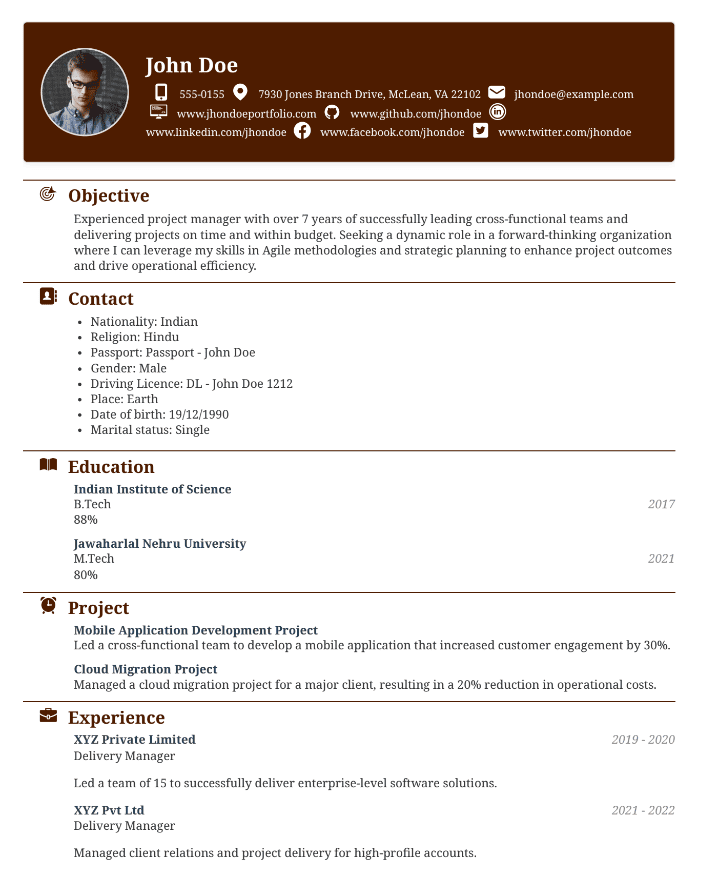 John Doe
555-0155 7930 Jones Branch Drive, McLean, VA 22102 jhondoe@example.com
www.jhondoeportfolio.com www.github.com/jhondoe
www.linkedin.com/jhondoe www.facebook.com/jhondoe www.twitter.com/jhondoe
Objective
Experienced project manager with over 7 years of successfully leading cross-functional teams and
delivering projects on time and within budget. Seeking a dynamic role in a forward-thinking organization
where I can leverage my skills in Agile methodologies and strategic planning to enhance project outcomes
and drive operational efficiency.
Contact
• Nationality: Indian
• Religion: Hindu
• Passport: Passport - John Doe
• Gender: Male
• Driving Licence: DL - John Doe 1212
• Place: Earth
• Date of birth: 19/12/1990
• Marital status: Single
Education
Indian Institute of Science
B.Tech 2017
88%
Jawaharlal Nehru University
M.Tech 2021
80%
Project
Mobile Application Development Project
Led a cross-functional team to develop a mobile application that increased customer engagement by 30%.
Cloud Migration Project
Managed a cloud migration project for a major client, resulting in a 20% reduction in operational costs.
Experience
XYZ Private Limited 2019 - 2020
Delivery Manager
Led a team of 15 to successfully deliver enterprise-level software solutions.
XYZ Pvt Ltd 2021 - 2022
Delivery Manager
Managed client relations and project delivery for high-profile accounts.